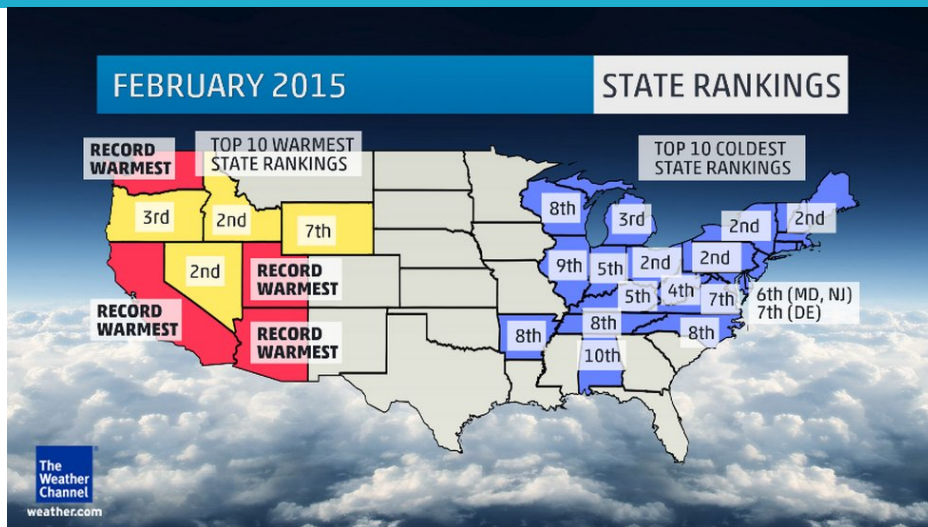 FEBRUARY 2015
STATE RANKINGS
RECORD
WARMEST
TOP 10 WARMEST
STATE RANKINGS
TOP 10 COLDEST
STATE RANKINGS
3rd
2nd
7th
2nd
RECORD
WARMEST
RECORD
WARMEST
RECORD
WARMEST
8th
3rd
2nd
2nd
9th
5th
2nd
2nd
5th
4th
7th
6th (MD, NJ)
7th (DE)
8th
8th
8th
10th
The
Weather
Channel
weather.com